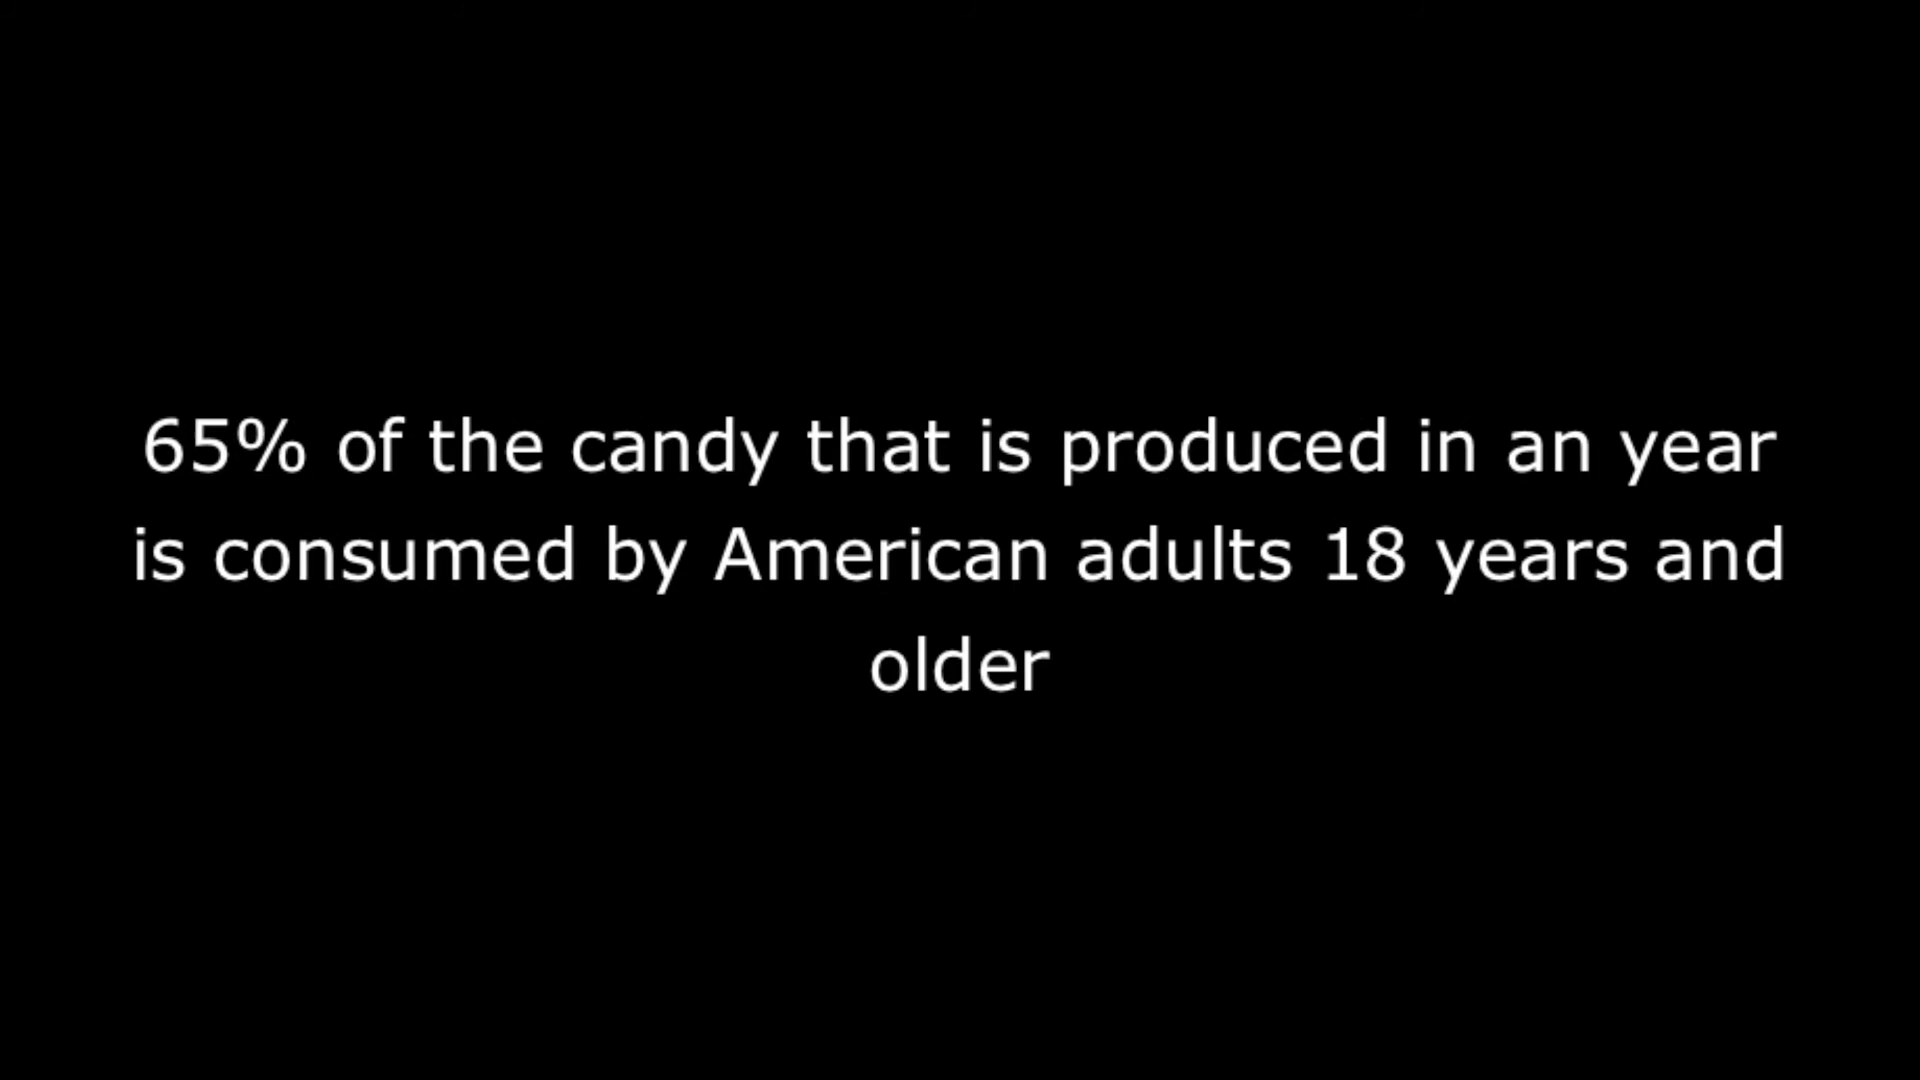 65% of the candy that is produced in an year
is consumed by American adults 18 years and
older